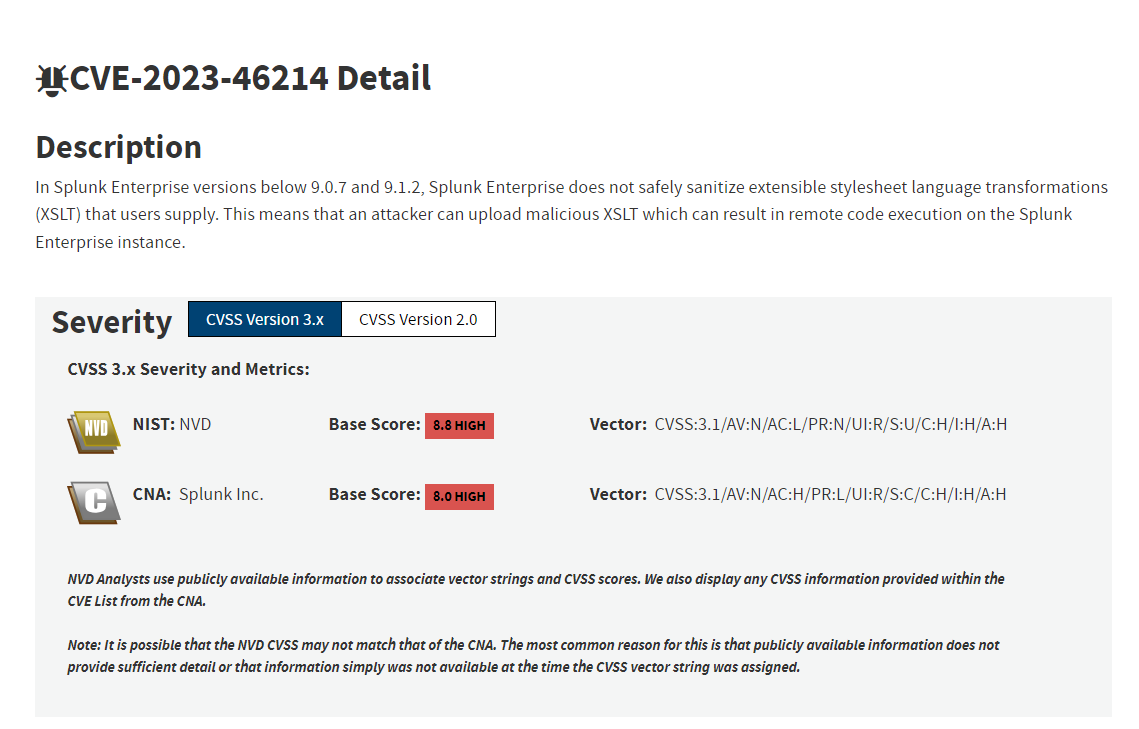 CVE-2023-46214 Detail
Description
In Splunk Enterprise versions below 9.0.7 and 9.1.2, Splunk Enterprise does not safely sanitize extensible stylesheet language transformations
(XSLT) that users supply. This means that an attacker can upload malicious XSLT which can result in remote code execution on the Splunk
Enterprise instance.
Severity CVSS Version 3.x CVSS Version 2.0
CVSS 3.x Severity and Metrics:
NVD NIST: NVD Base Score: 8.8 HIGH Vector: CVSS:3.1/AV:N/AC:L/PR:N/UI:R/S:U/C:H/I:H/A:H
C CNA: Splunk Inc. Base Score: 8.0 HIGH Vector: CVSS:3.1/AV:N/AC:H/PR:L/UI:R/S:C/C:H/I:H/A:H
NVD Analysts use publicly available information to associate vector strings and CVSS scores. We also display any CVSS information provided within the
CVE List from the CNA.
Note: It is possible that the NVD CVSS may not match that of the CNA. The most common reason for this is that publicly available information does not
provide sufficient detail or that information simply was not available at the time the CVSS vector string was assigned.